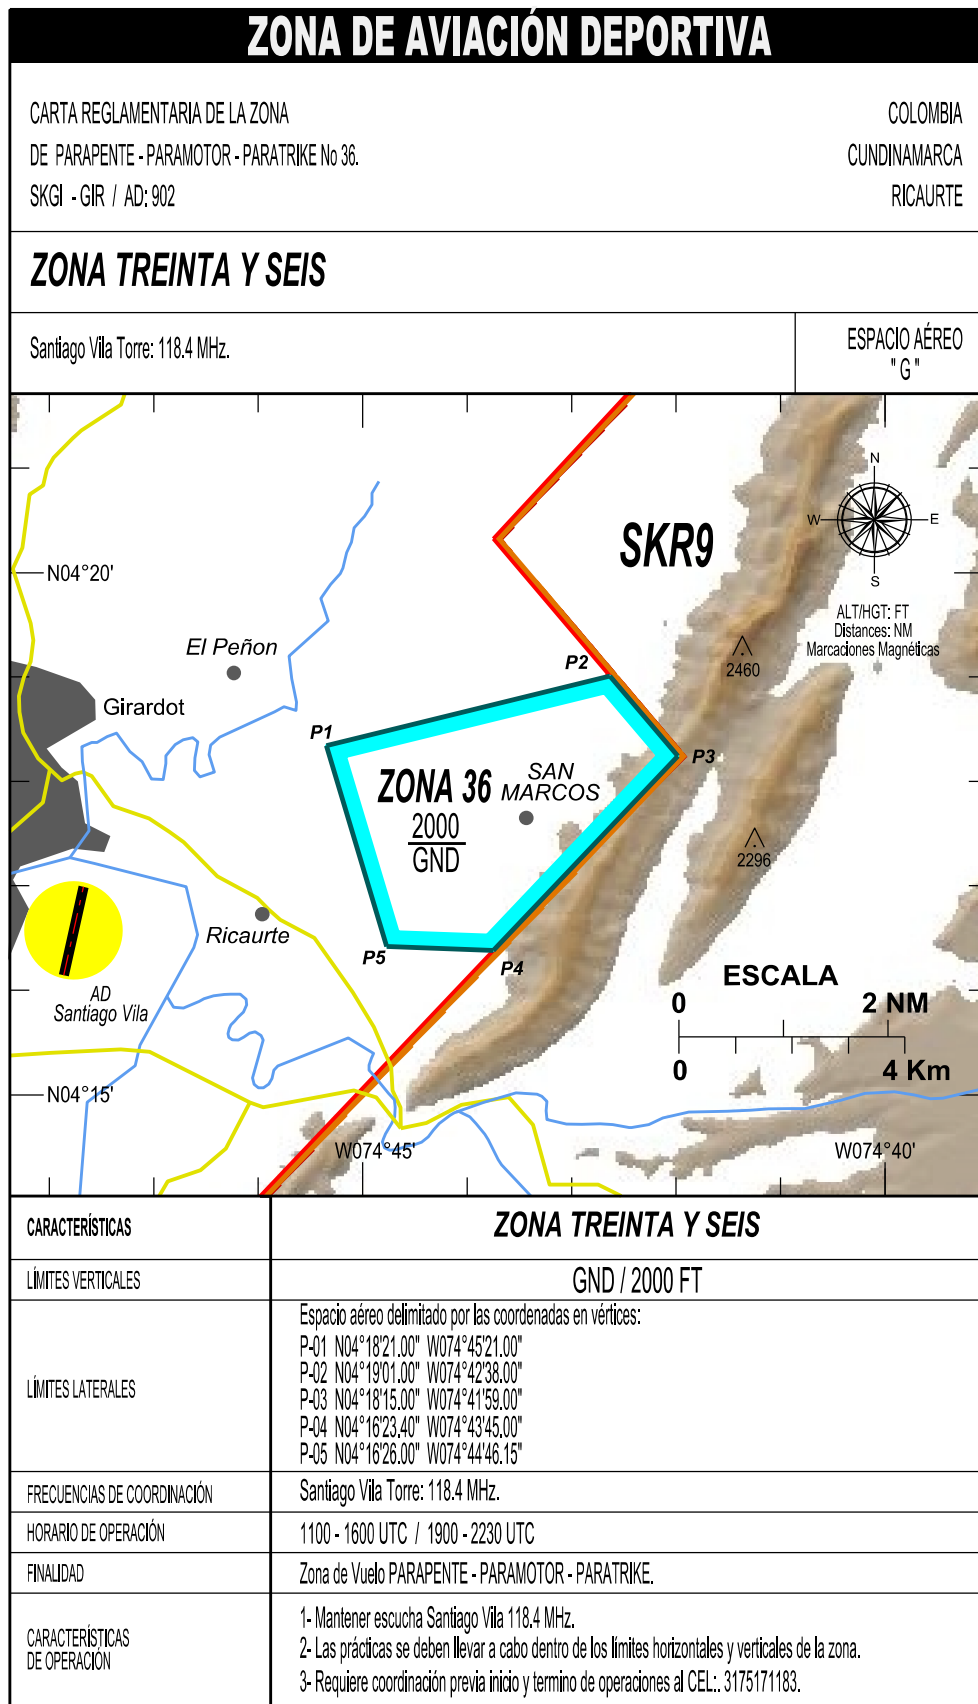 ZONA DE AVIACIÓN DEPORTIVA
CARTA REGLAMENTARIA DE LA ZONA
DE PARAPENTE - PARAMOTOR - PARATRIKE No 36.
SKGI - GIR / AD: 902
COLOMBIA
CUNDINAMARCA
RICAURTE
ZONA TREINTA Y SEIS
Santiago Vila Torre: 118.4 MHz.
ESPACIO AÉREO
" G "
SKR9
N
W
E
S
ALT/HGT: FT
Distances: NM
Marcaciones Magnéticas
N04°20'
El Peñon
P2
2460
Girardot
P1
P3
ZONA 36
SAN
MARCOS
2000
GND
2296
Ricaurte
P5
P4
AD
Santiago Vila
ESCALA
0
2 NM
0
4 Km
N04°15'
W074°45'
W074°40'
CARACTERÍSTICAS
ZONA TREINTA Y SEIS
LÍMITES VERTICALES
GND / 2000 FT
LÍMITES LATERALES
Espacio aéreo delimitado por las coordenadas en vértices:
P-01 N04°18'21.00" W074°45'21.00"
P-02 N04°19'01.00" W074°42'38.00"
P-03 N04°18'15.00" W074°41'59.00"
P-04 N04°16'23.40" W074°43'45.00"
P-05 N04°16'26.00" W074°44'46.15"
FRECUENCIAS DE COORDINACIÓN
Santiago Vila Torre: 118.4 MHz.
HORARIO DE OPERACIÓN
1100 - 1600 UTC / 1900 - 2230 UTC
FINALIDAD
Zona de Vuelo PARAPENTE - PARAMOTOR - PARATRIKE.
CARACTERÍSTICAS
DE OPERACIÓN
1- Mantener escucha Santiago Vila 118.4 MHz.
2- Las prácticas se deben llevar a cabo dentro de los límites horizontales y verticales de la zona.
3- Requiere coordinación previa inicio y termino de operaciones al CEL:. 3175171183.